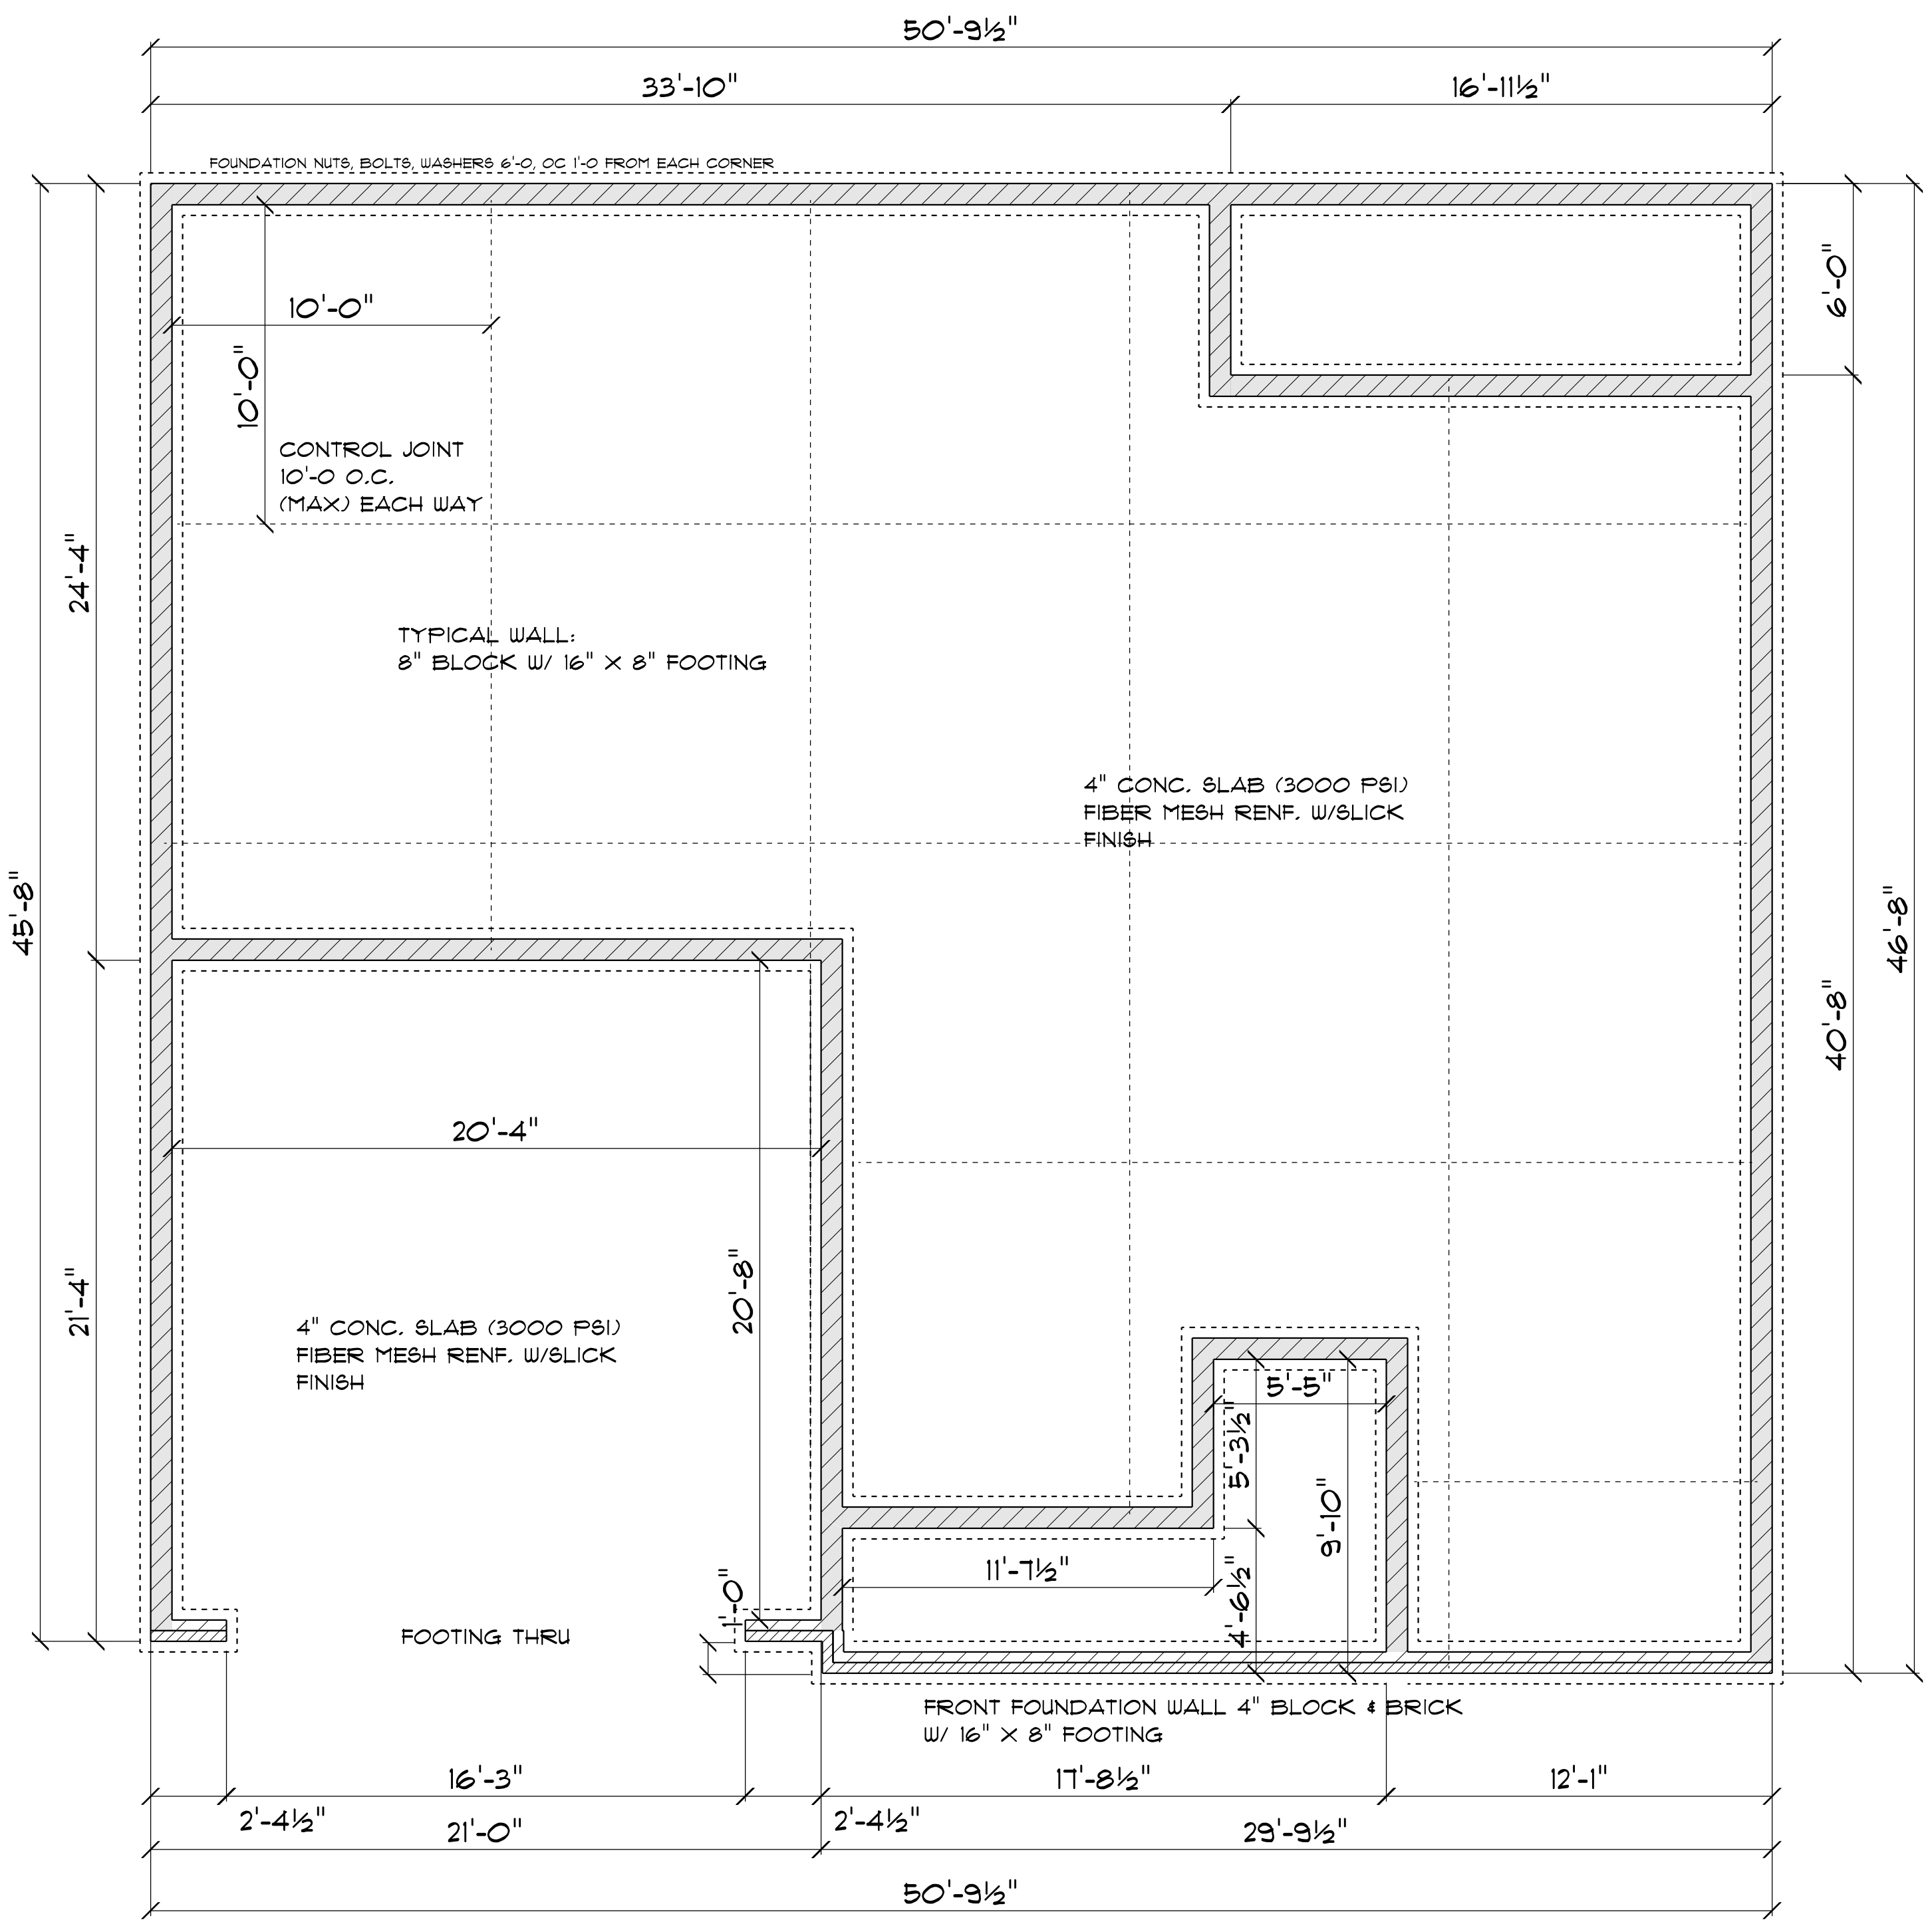 50'-9½"
33'-10"
16'-11½"
FOUNDATION NUTS, BOLTS, WASHERS 6'-0, OC 1'-0 FROM EACH CORNER
6'-0"
10'-0"
10'-0"
CONTROL JOINT
10'-0 O.C.
(MAX) EACH WAY
24'-4"
TYPICAL WALL:
8" BLOCK W/ 16" X 8" FOOTING
4" CONC. SLAB (3000 PSI)
FIBER MESH RENF. W/SLICK
FINISH
45'-8"
46'-8"
40'-8"
20'-4"
20'-8"
21'-4"
4" CONC. SLAB (3000 PSI)
FIBER MESH RENF. W/SLICK
FINISH
5'-5"
5'-3½"
9'-10"
11'-7½"
4'-6½"
1'-0"
FOOTING THRU
FRONT FOUNDATION WALL 4" BLOCK & BRICK
W/ 16" X 8" FOOTING
16'-3"
17'-8½"
12'-1"
2'-4½"
2'-4½"
21'-0"
29'-9½"
50'-9½"